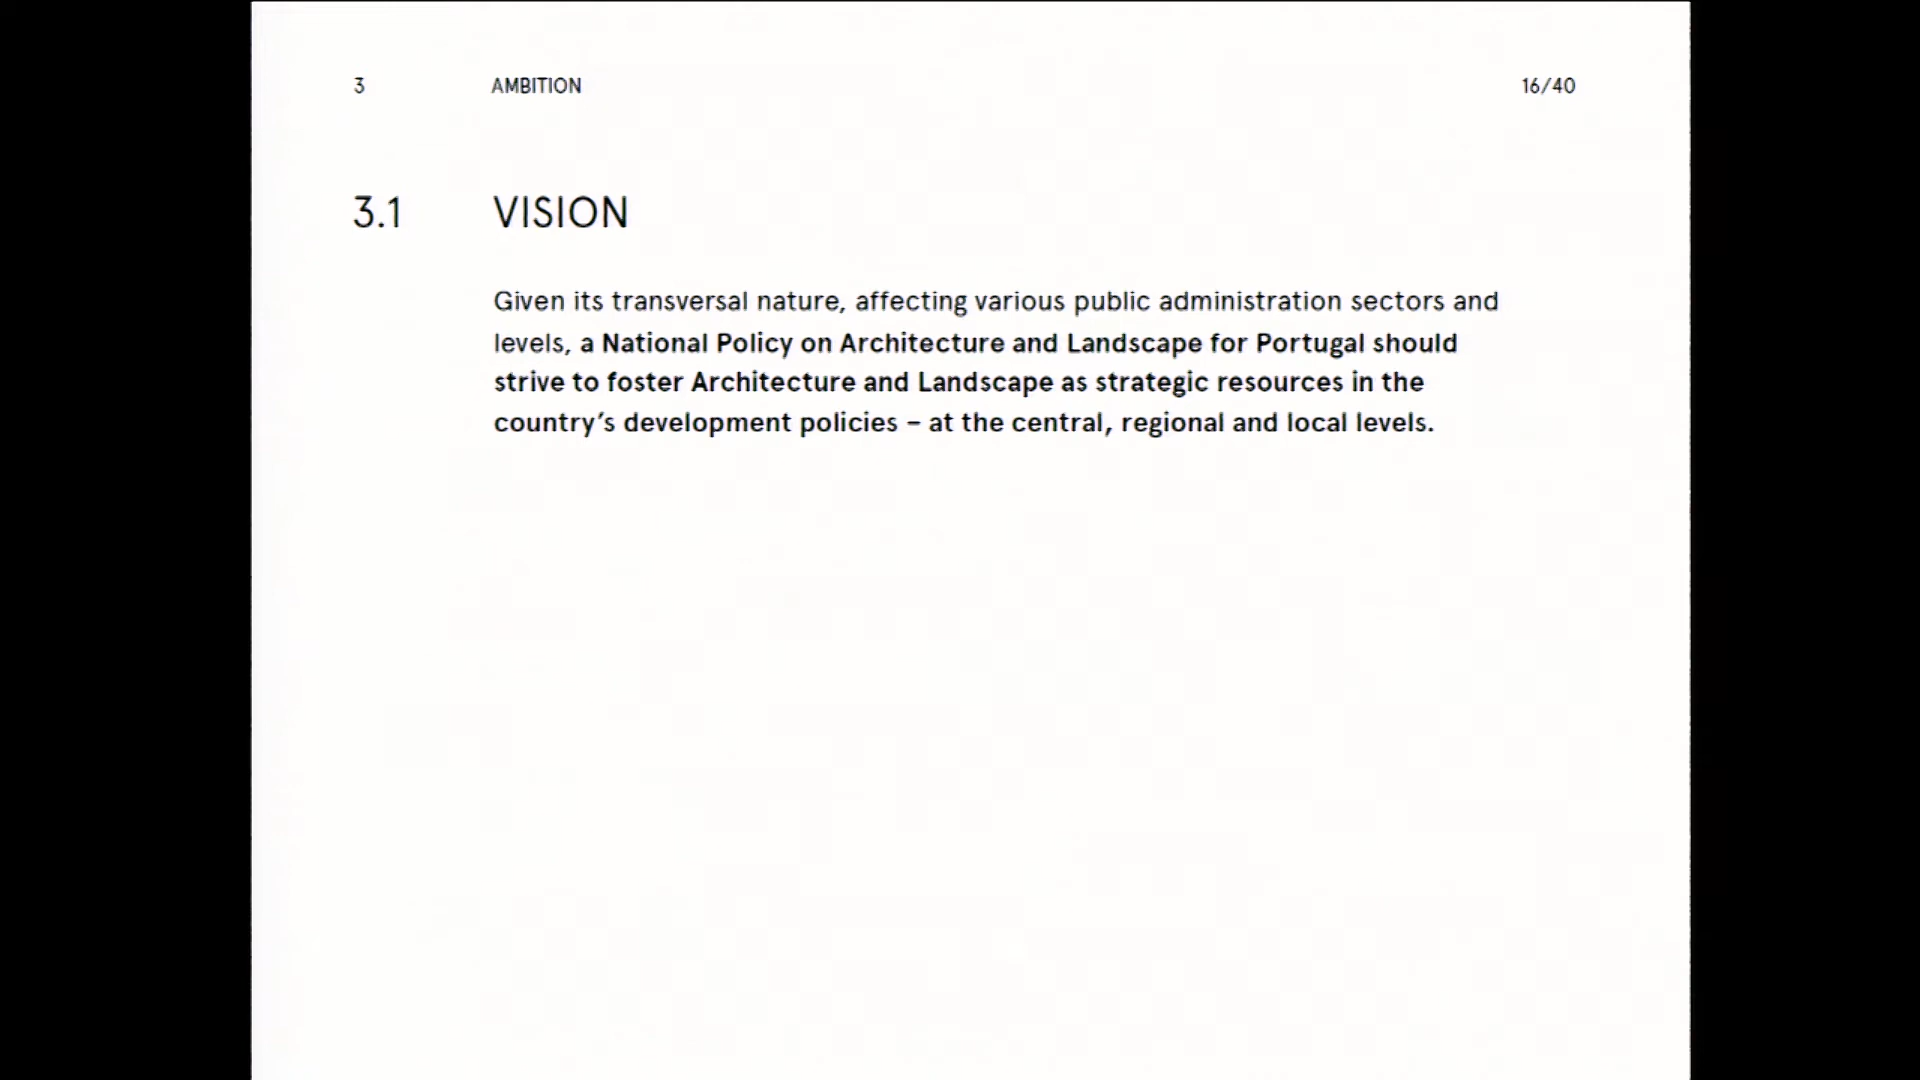 3 AMBITION 16/40
3.1 VISION
Given its transversal nature, affecting various public administration sectors and
levels, a National Policy on Architecture and Landscape for Portugal should
strive to foster Architecture and Landscape as strategic resources in the
country’s development policies – at the central, regional and local levels.